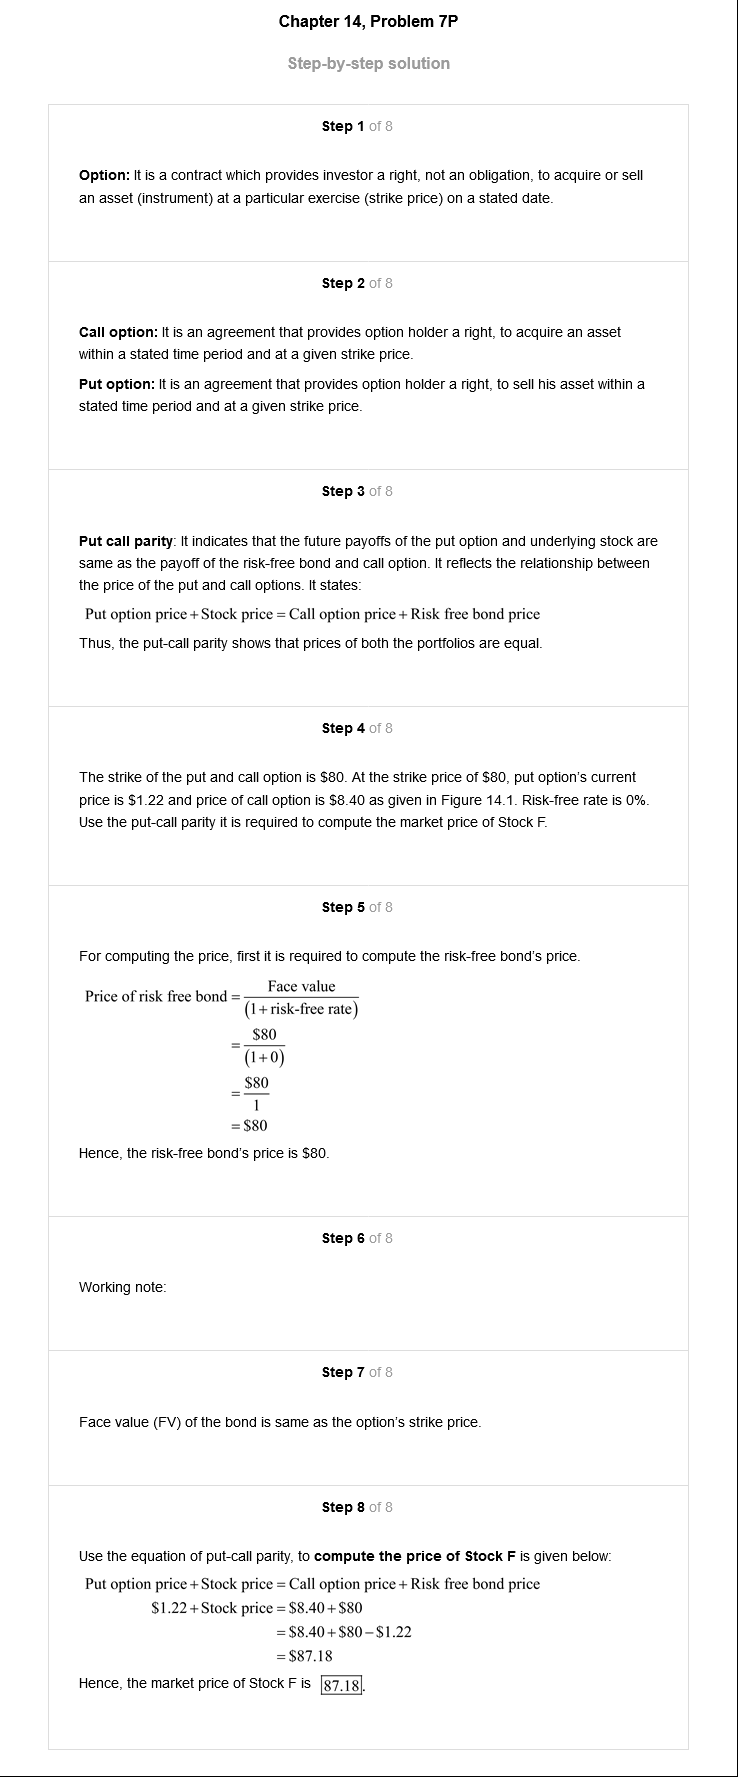 Chapter 14, Problem 7P
Step-by-step solution
Step 1 of 8
Option: It is a contract which provides investor a right, not an obligation, to acquire or sell
an asset (instrument) at a particular exercise (strike price) on a stated date.
Step 2 of 8
Call option: It is an agreement that provides option holder a right, to acquire an asset
within a stated time period and at a given strike price.
Put option: It is an agreement that provides option holder a right, to sell his asset within a
stated time period and at a given strike price.
Step 3 of 8
Put call parity: It indicates that the future payoffs of the put option and underlying stock are
same as the payoff of the risk-free bond and call option. It reflects the relationship between
the price of the put and call options. It states:
Put option price + Stock price = Call option price + Risk free bond price
Thus, the put-call parity shows that prices of both the portfolios are equal.
Step 4 of 8
The strike of the put and call option is $80. At the strike price of $80, put option's current
price is $1.22 and price of call option is $8.40 as given in Figure 14.1. Risk-free rate is 0%.
Use the put-call parity it is required to compute the market price of Stock F.
Step 5 of 8
For computing the price, first it is required to compute the risk-free bond's price.
Price of risk free bond = Face value
(1 + risk-free rate)
= $80
(1+0)
= $80
1
= $80
Hence, the risk-free bond's price is $80.
Step 6 of 8
Working note:
Step 7 of 8
Face value (FV) of the bond is same as the option's strike price.
Step 8 of 8
Use the equation of put-call parity, to compute the price of Stock F is given below:
Put option price + Stock price = Call option price + Risk free bond price
$1.22 + Stock price = $8.40 + $80
= $8.40 + $80 – $1.22
= $87.18
Hence, the market price of Stock F is 87.18.